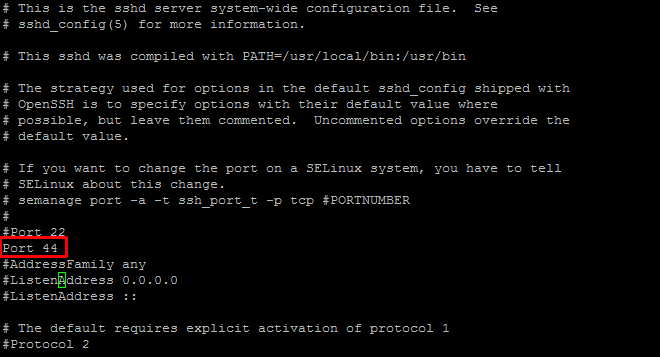 # This is the sshd server system-wide configuration file.  See
# sshd_config(5) for more information.
# This sshd was compiled with PATH=/usr/local/bin:/usr/bin
# The strategy used for options in the default sshd_config shipped with
# OpenSSH is to specify options with their default value where
# possible, but leave them commented.  Uncommented options override the
# default value.
# If you want to change the port on a SELinux system, you have to tell
# SELinux about this change.
# semanage port -a -t ssh_port_t -p tcp #PORTNUMBER
#
#Port 22
Port 44
#AddressFamily any
#ListenAddress 0.0.0.0
#ListenAddress ::
# The default requires explicit activation of protocol 1
#Protocol 2